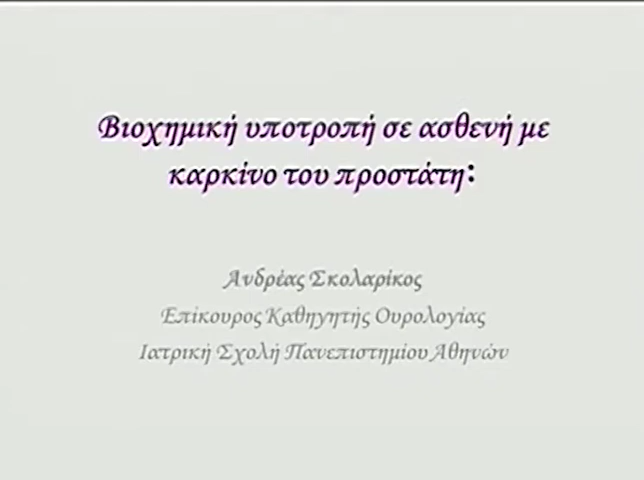 Βιοχημική υποτροπή σε ασθενή με
καρκίνο του προστάτη:
Ανδρέας Σκολαρίκος
Επίκουρος Καθηγητής Ουρολογίας
Ιατρική Σχολή Πανεπιστημίου Αθηνών